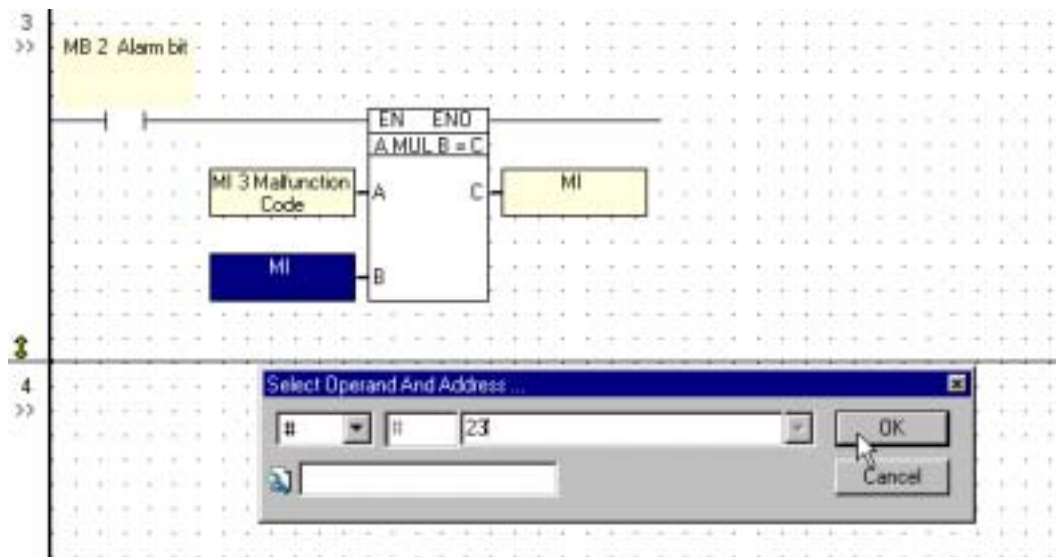 3
>>
MB 2 Alarm bit
EN ENO
A MUL B = C
MI 3 Malfunction
Code
A
C
MI
MI
B
4
>>
Select Operand And Address ...
#
#
23
OK
Cancel